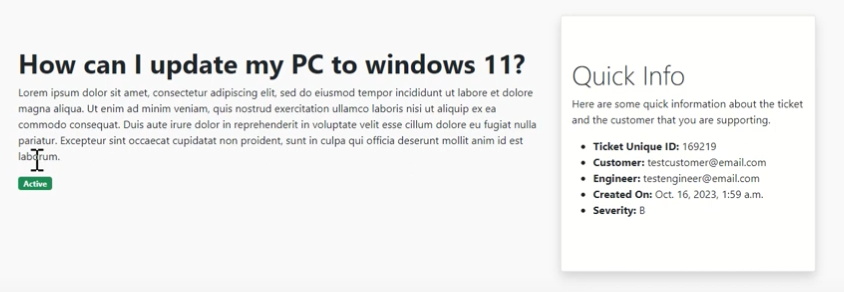 How can I update my PC to windows 11?
Lorem ipsum dolor sit amet, consectetur adipiscing elit, sed do eiusmod tempor incididunt ut labore et dolore
magna aliqua. Ut enim ad minim veniam, quis nostrud exercitation ullamco laboris nisi ut aliquip ex ea
commodo consequat. Duis aute irure dolor in reprehenderit in voluptate velit esse cillum dolore eu fugiat nulla
pariatur. Excepteur sint occaecat cupidatat non proident, sunt in culpa qui officia deserunt mollit anim id est
laborum.
Active
Quick Info
Here are some quick information about the ticket
and the customer that you are supporting.
• Ticket Unique ID: 169219
• Customer: testcustomer@email.com
• Engineer: testengineer@email.com
• Created On: Oct. 16, 2023, 1:59 a.m.
• Severity: B